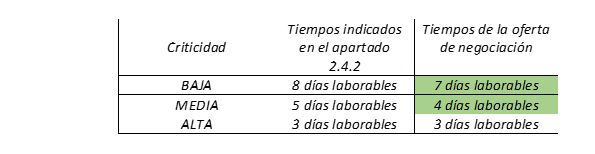 Criticidad
Tiempos indicados
en el apartado
2.4.2
Tiempos de la oferta
de negociación
BAJA 8 días laborables 7 días laborables
MEDIA 5 días laborables 4 días laborables
ALTA 3 días laborables 3 días laborables